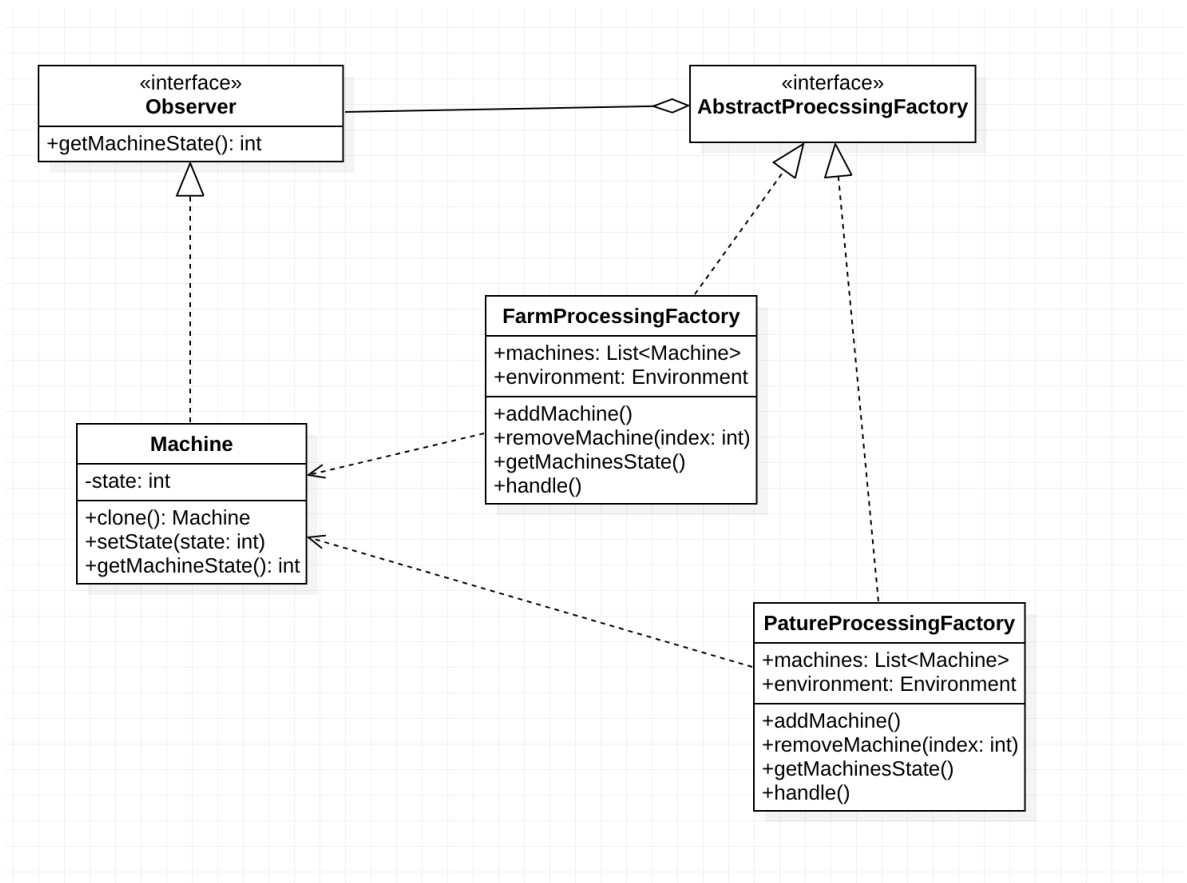 «interface»
Observer
+getMachineState(): int
«interface»
AbstractProecssingFactory
FarmProcessingFactory
+machines: List<Machine>
+environment: Environment
+addMachine()
+removeMachine(index: int)
+getMachinesState()
+handle()
Machine
-state: int
+clone(): Machine
+setState(state: int)
+getMachineState(): int
PatureProcessingFactory
+machines: List<Machine>
+environment: Environment
+addMachine()
+removeMachine(index: int)
+getMachinesState()
+handle()